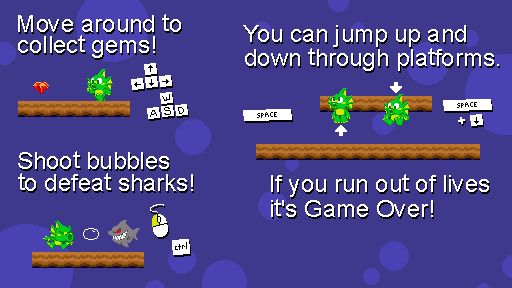 Move around to
collect gems!
W
A S D
You can jump up and
down through platforms.
SPACE
SPACE
+
Shoot bubbles
to defeat sharks!
ctrl
If you run out of lives
it's Game Over!